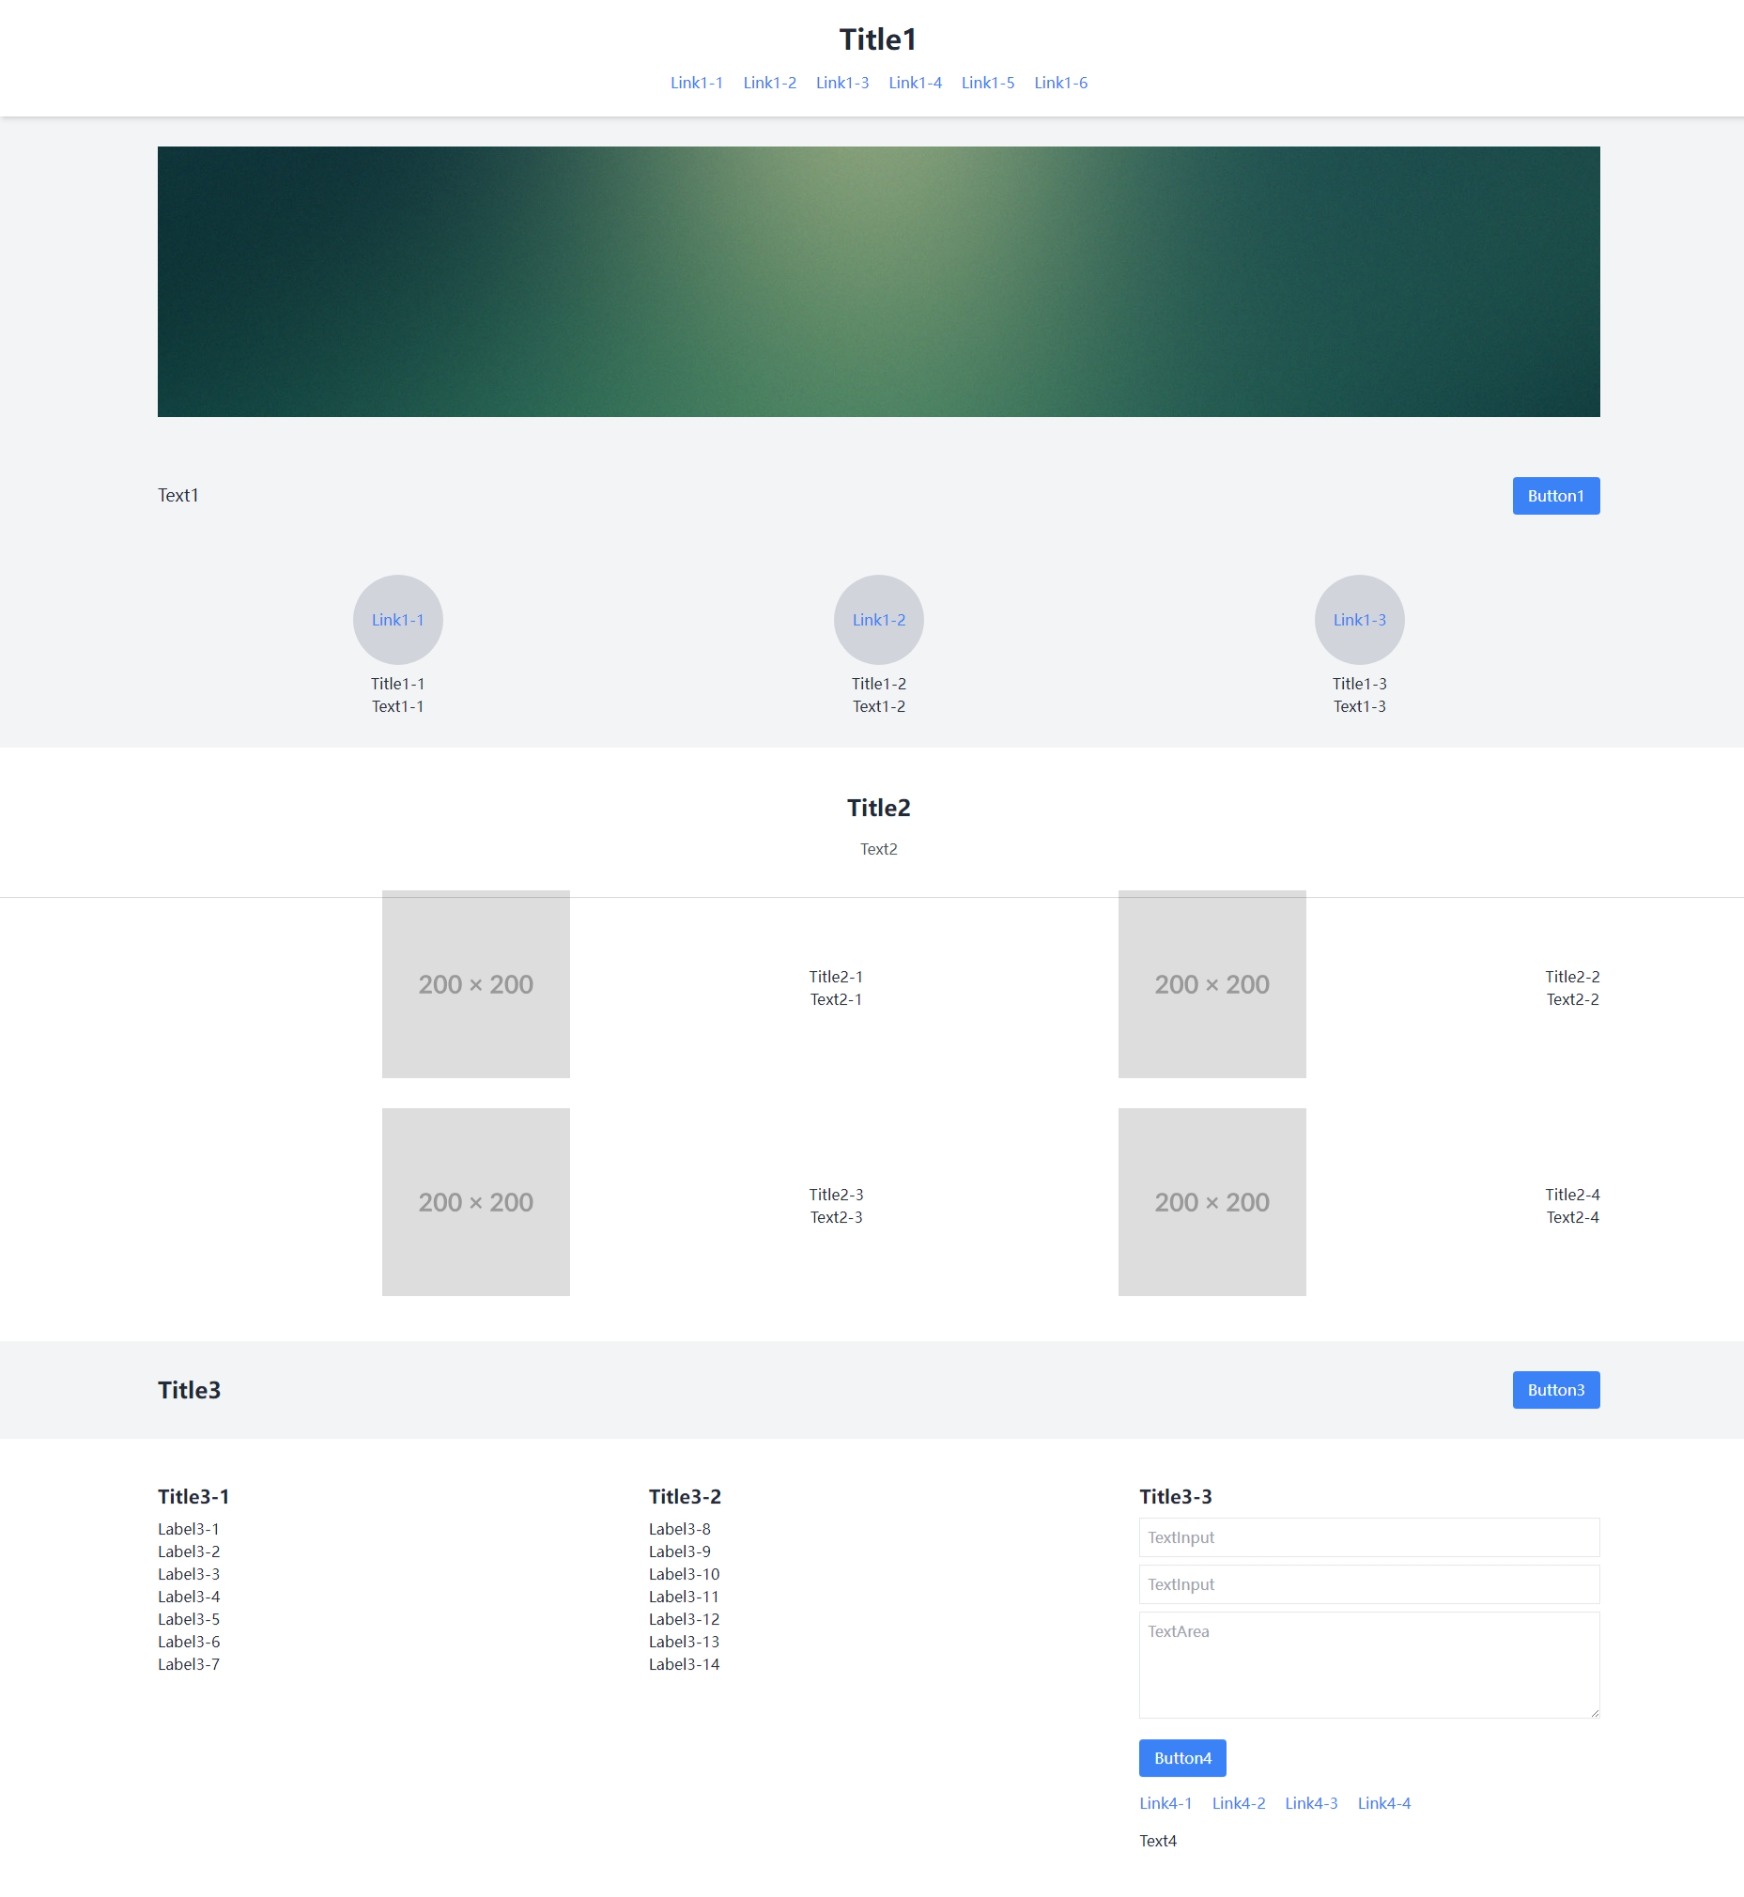 Title1
Link1-1 Link1-2 Link1-3 Link1-4 Link1-5 Link1-6
Text1
Button1
Link1-1 Link1-2 Link1-3
Title1-1 Title1-2 Title1-3
Text1-1 Text1-2 Text1-3
Title2
Text2
200 × 200
Title2-1
Text2-1
200 × 200
Title2-2
Text2-2
200 × 200
Title2-3
Text2-3
200 × 200
Title2-4
Text2-4
Title3
Button3
Title3-1
Label3-1
Label3-2
Label3-3
Label3-4
Label3-5
Label3-6
Label3-7
Title3-2
Label3-8
Label3-9
Label3-10
Label3-11
Label3-12
Label3-13
Label3-14
Title3-3
TextInput
TextInput
TextArea
Button4
Link4-1 Link4-2 Link4-3 Link4-4
Text4